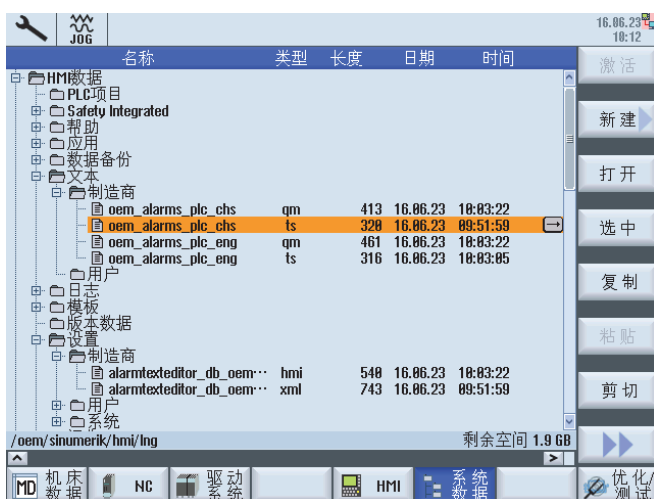 JOG
16.06.23
10:12
名称 类型 长度 日期 时间
HMI数据
PLC项目
Safety Integrated
帮助
应用
数据备份
文本
制造商
oem_alarms_plc_chs qm 413 16.06.23 10:03:22
oem_alarms_plc_chs ts 320 16.06.23 09:51:59
oem_alarms_plc_eng qm 461 16.06.23 10:03:22
oem_alarms_plc_eng ts 316 16.06.23 10:03:05
用户
日志
模板
版本数据
设置
制造商
alarmtexteditor_db_oem… hmi 540 16.06.23 10:03:22
alarmtexteditor_db_oem… xml 743 16.06.23 09:51:59
用户
系统
/oem/sinumerik/hmi/lng 剩余空间 1.9 GB
激活
新建
打开
选中
复制
粘贴
剪切
MD 机床数据
NC
驱动系统
HMI
系统数据
优化/测试